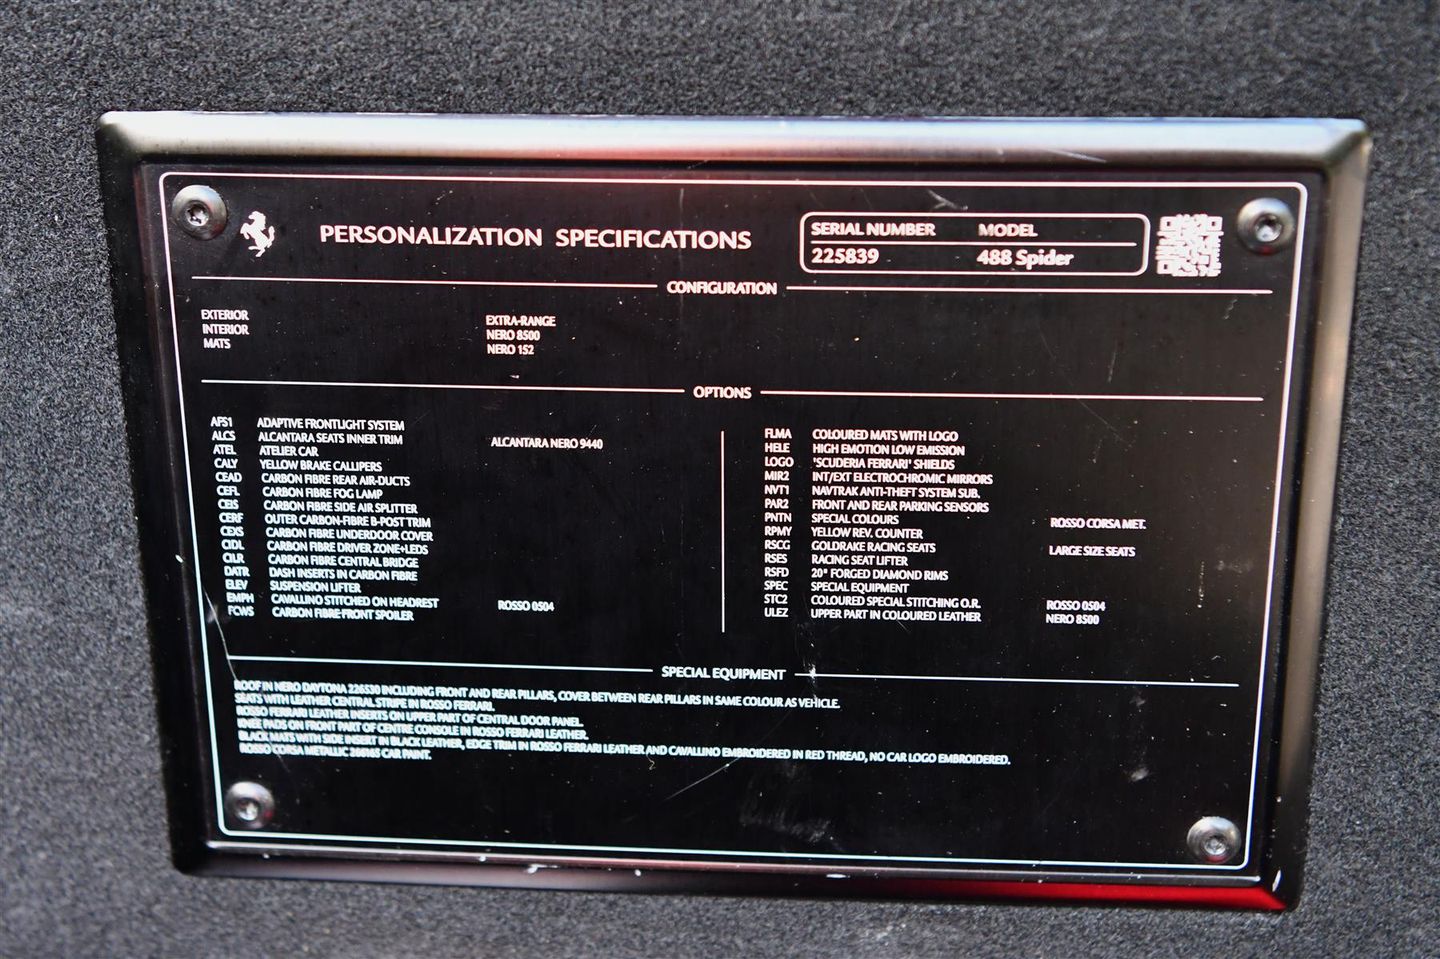 PERSONALIZATION SPECIFICATIONS
SERIAL NUMBER MODEL
225839 488 Spider
CONFIGURATION
EXTERIOR EXTRA-RANGE
INTERIOR NERO 8500
MATS NERO 152
OPTIONS
AFS1 ADAPTIVE FRONTLIGHT SYSTEM
ALCS ALCANTARA SEATS INNER TRIM ALCANTARA NERO 9440
ATEL ATELIER CAR
CALY YELLOW BRAKE CALLIPERS
CEAD CARBON FIBRE REAR AIR-DUCTS
CEFL CARBON FIBRE FOG LAMP
CEIS CARBON FIBRE SIDE AIR SPLITTER
CERF OUTER CARBON-FIBRE B-POST TRIM
CEXS CARBON FIBRE UNDERDOOR COVER
CIDL CARBON FIBRE DRIVER ZONE+LEDS
CILR CARBON FIBRE CENTRAL BRIDGE
DATR DASH INSERTS IN CARBON FIBRE
ELEV SUSPENSION LIFTER
EMPH CAVALLINO STITCHED ON HEADREST ROSSO 0504
FCWS CARBON FIBRE FRONT SPOILER
FLMA COLOURED MATS WITH LOGO
HELE HIGH EMOTION LOW EMISSION
LOGO 'SCUDERIA FERRARI' SHIELDS
MIR2 INT/EXT ELECTROCHROMIC MIRRORS
NVT1 NAVTRAK ANTI-THEFT SYSTEM SUB.
PAR2 FRONT AND REAR PARKING SENSORS
PNTN SPECIAL COLOURS ROSSO CORSA MET.
RPMY YELLOW REV. COUNTER
RSCG GOLDRAKE RACING SEATS LARGE SIZE SEATS
RSES RACING SEAT LIFTER
RSFD 20" FORGED DIAMOND RIMS
SPEC SPECIAL EQUIPMENT
STC2 COLOURED SPECIAL STITCHING O.R. ROSSO 0504
ULEZ UPPER PART IN COLOURED LEATHER NERO 8500
SPECIAL EQUIPMENT
ROOF IN NERO DAYTONA 226530 INCLUDING FRONT AND REAR PILLARS, COVER BETWEEN REAR PILLARS IN SAME COLOUR AS VEHICLE.
SEATS WITH LEATHER CENTRAL STRIPE IN ROSSO FERRARI.
ROSSO FERRARI LEATHER INSERTS ON UPPER PART OF CENTRAL DOOR PANEL.
KNEE PADS ON FRONT PART OF CENTRE CONSOLE IN ROSSO FERRARI LEATHER.
BLACK MATS WITH SIDE INSERT IN BLACK LEATHER, EDGE TRIM IN ROSSO FERRARI LEATHER AND CAVALLINO EMBROIDERED IN RED THREAD, NO CAR LOGO EMBROIDERED.
ROSSO CORSA METALLIC 266165 CAR PAINT.